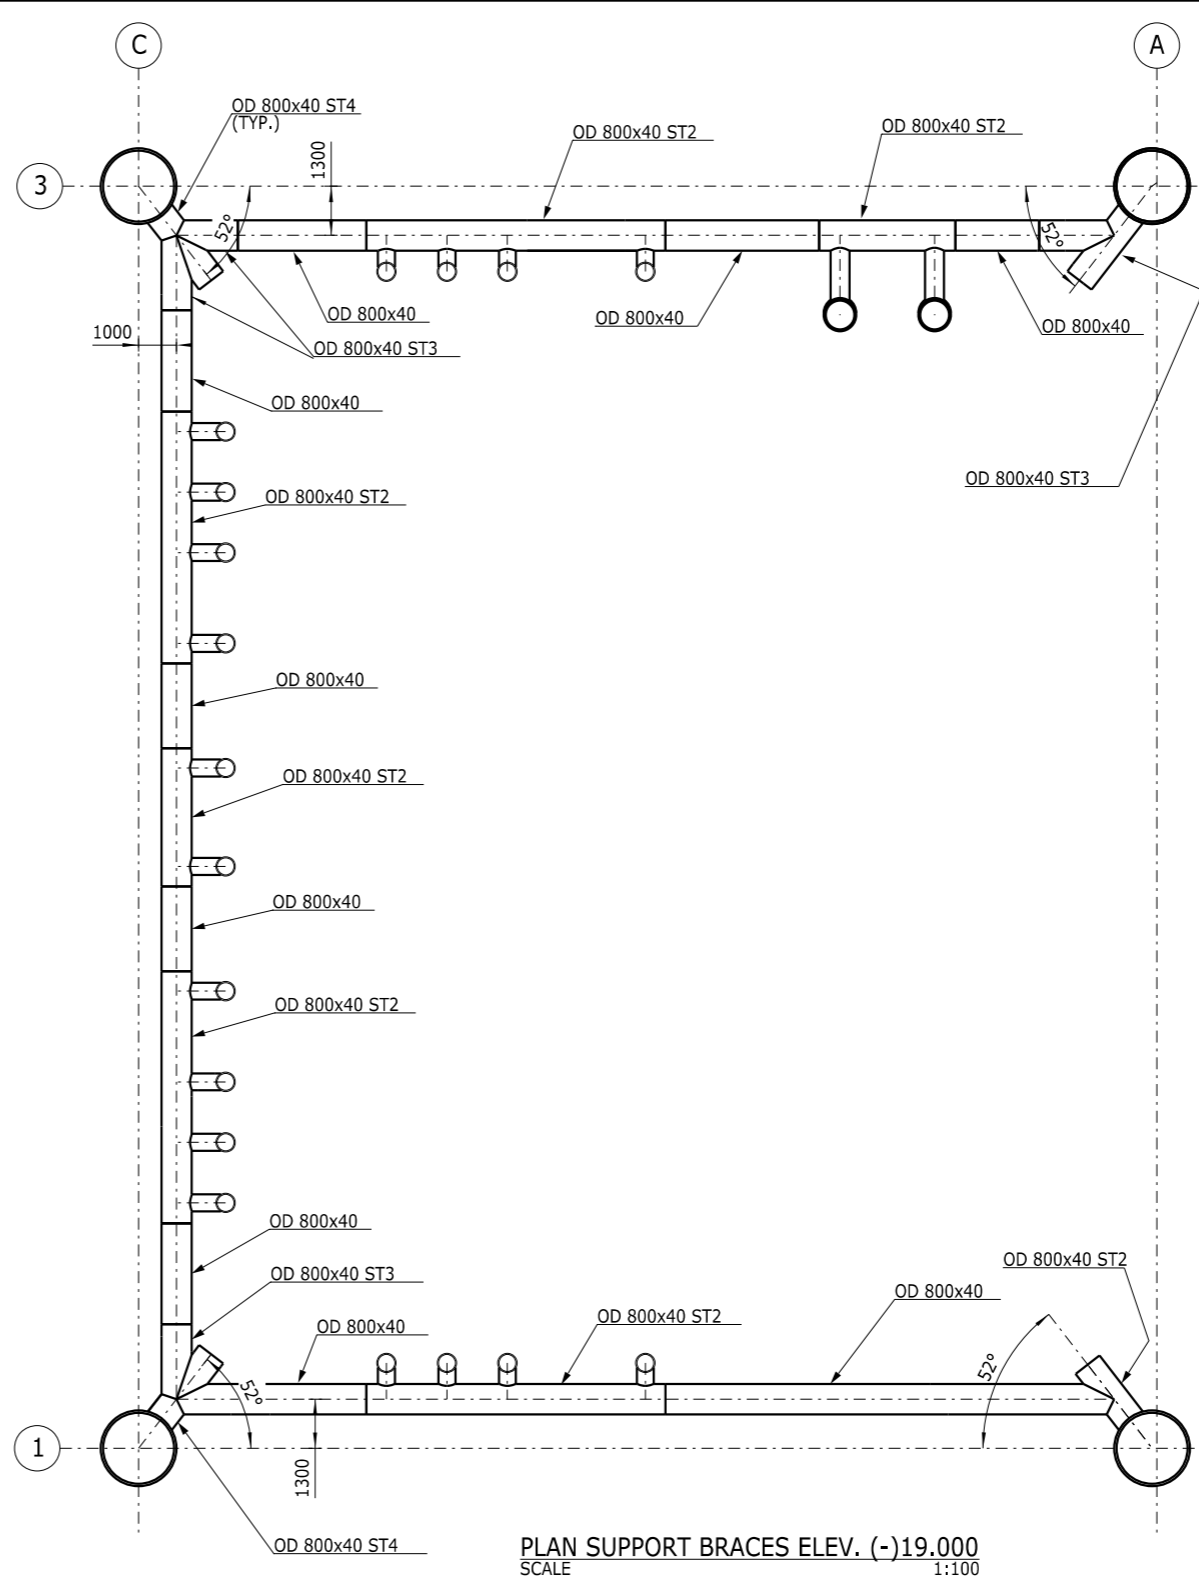 C
A
OD 800x40 ST4
(TYP.)
OD 800x40 ST2
OD 800x40 ST2
1300
3
52°
52°
OD 800x40
OD 800x40
OD 800x40
1000
OD 800x40 ST3
OD 800x40
OD 800x40 ST3
OD 800x40 ST2
OD 800x40
OD 800x40 ST2
OD 800x40
OD 800x40 ST2
OD 800x40
OD 800x40 ST3
OD 800x40 ST2
OD 800x40
OD 800x40 ST2
OD 800x40
52°
52°
1
1300
OD 800x40 ST4
PLAN SUPPORT BRACES ELEV. (-)19.000
SCALE 1:100